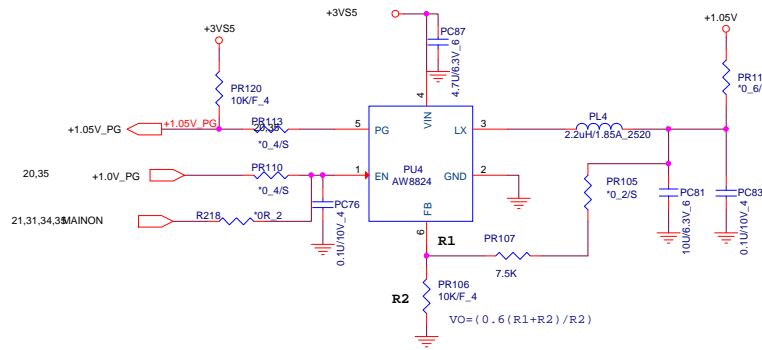 +3VS5
+3VS5
+1.05V
PC87
4.7U/6.3V_6
PR120
10K/F_4
PR11
*0_6/
4
+1.05V_PG
+1.05V_PG
PR113
20,35
*0_4/S
5
PG
VIN
LX
3
PL4
2.2uH/1.85A_2520
20,35
+1.0V_PG
PR110
*0_4/S
1
EN
PU4
AW8824
GND
2
PR105
*0_2/S
PC81
10U/6.3V_6
PC83
0.1U/10V_4
21,31,34,35
MAINON
R218
*0R_2
PC76
0.1U/10V_4
FB
6
R1
PR107
7.5K
R2
PR106
10K/F_4
VO=(0.6(R1+R2)/R2)